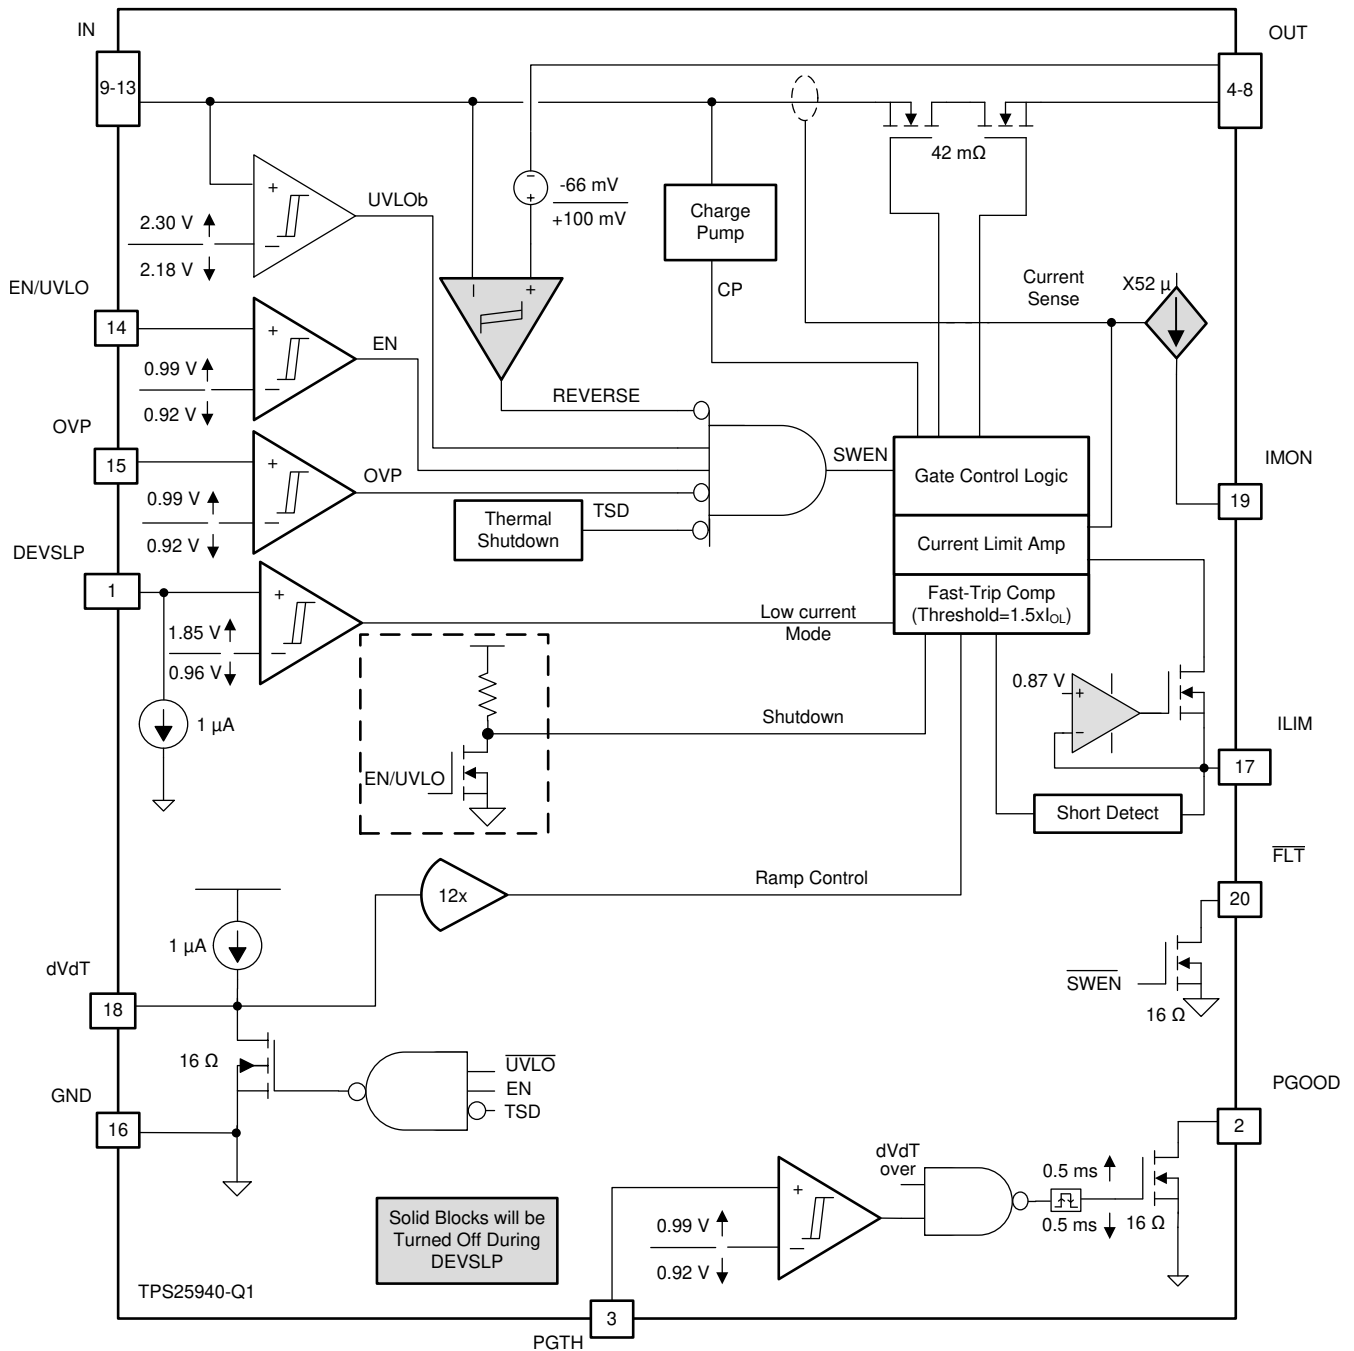 IN
OUT
9-13
4-8
42 mΩ
-66 mV
+100 mV
Charge
Pump
UVLOb
2.30 V
2.18 V
+
−
−
+
EN/UVLO
14
CP
Current
Sense
X52 µ
+
−
EN
0.99 V
0.92 V
−
+
REVERSE
OVP
15
+
−
OVP
0.99 V
0.92 V
SWEN
Gate Control Logic
IMON
19
Thermal
Shutdown
TSD
Current Limit Amp
DEVSLP
1
+
−
1.85 V
0.96 V
Fast-Trip Comp
(Threshold=1.5xIOL)
Low current
Mode
1 µA
0.87 V
+
−
Shutdown
ILIM
17
EN/UVLO
Short Detect
FLT
20
12x
Ramp Control
1 µA
dVdT
18
SWEN
16 Ω
16 Ω
UVLO
EN
TSD
GND
16
PGOOD
2
dVdT
over
0.5 ms
0.5 ms
16 Ω
+
−
0.99 V
0.92 V
Solid Blocks will be
Turned Off During
DEVSLP
TPS25940-Q1
3
PGTH